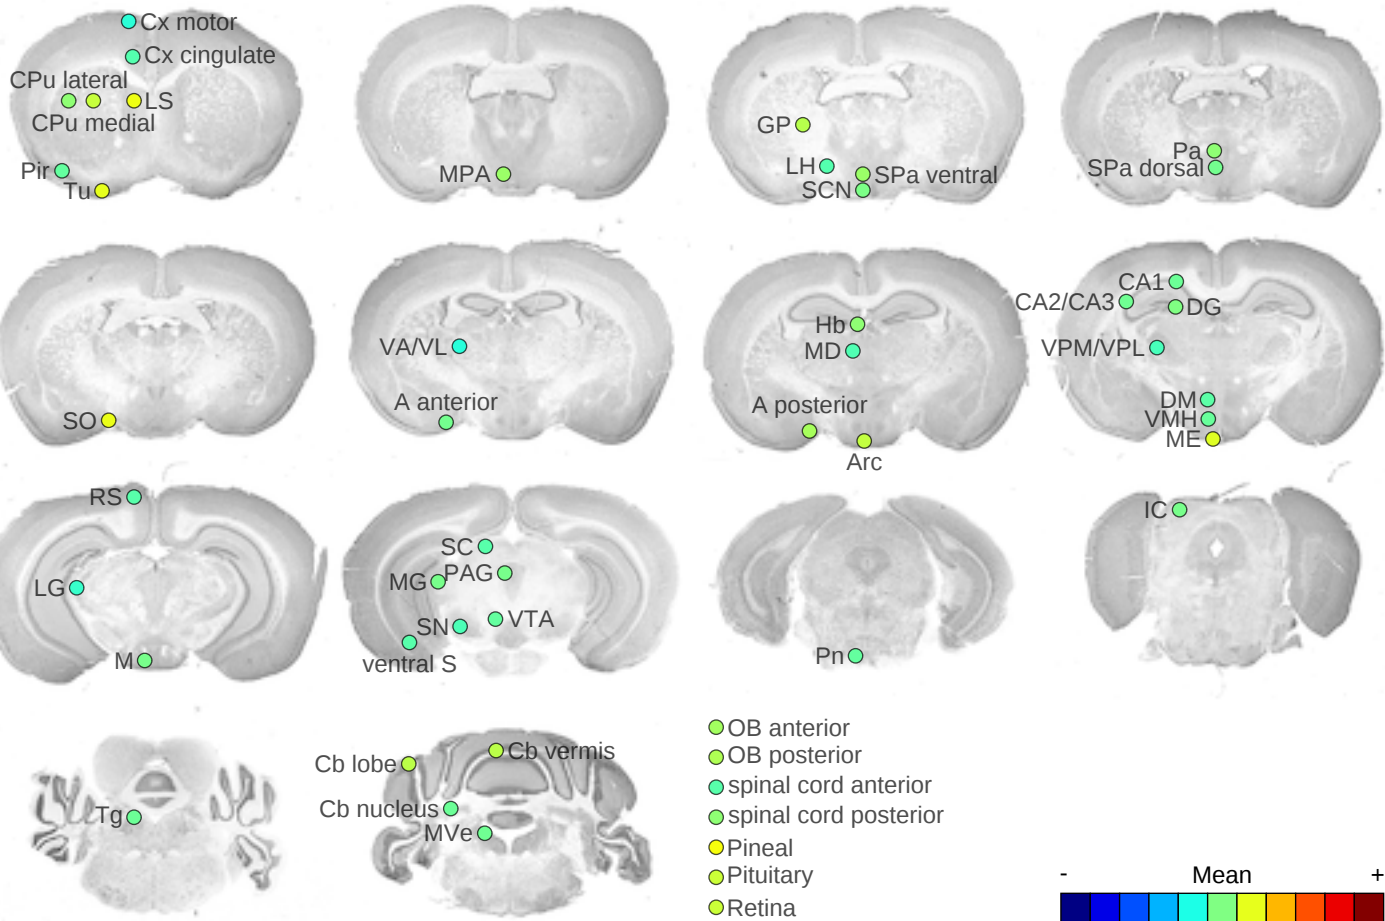 Cx motor
Cx cingulate
CPu lateral
LS
CPu medial
Pir
Tu
MPA
GP
LH
SPa ventral
SCN
Pa
SPa dorsal
SO
VA/VL
A anterior
Hb
MD
A posterior
Arc
CA1
CA2/CA3
DG
VPM/VPL
DM
VMH
ME
RS
LG
M
SC
MG
PAG
SN
VTA
ventral S
Pn
IC
Tg
Cb lobe
Cb vermis
Cb nucleus
MVe
OB anterior
OB posterior
spinal cord anterior
spinal cord posterior
Pineal
Pituitary
Retina
- Mean +